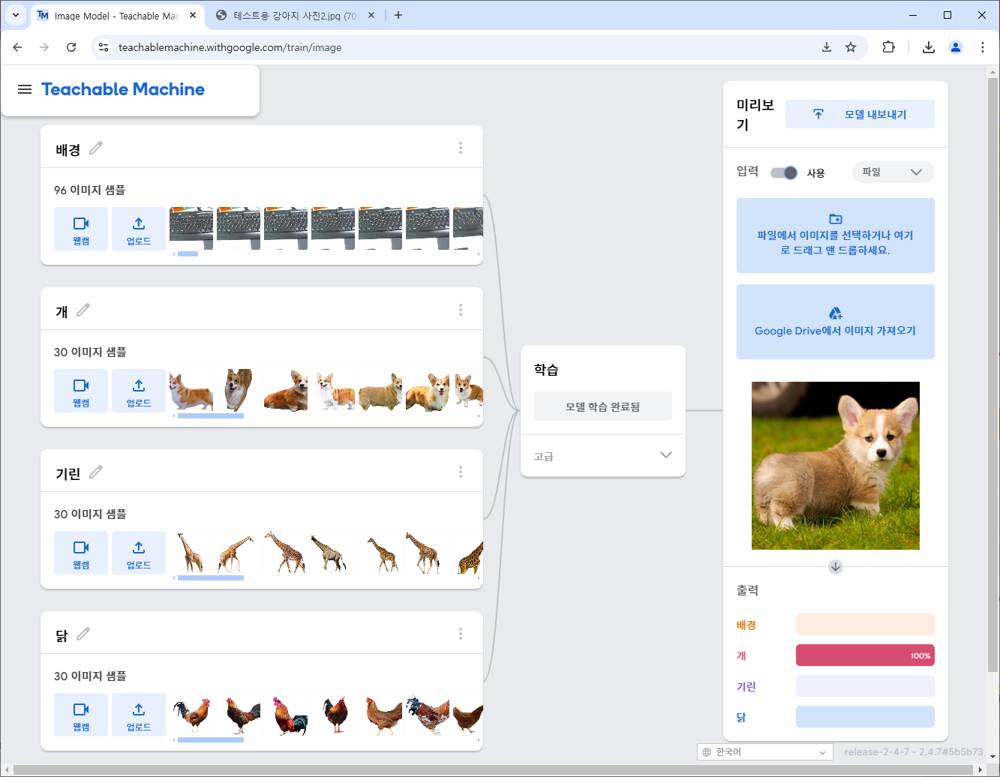 Image Model - Teachable Mac
테스트용 강아지 사진2.jpg (700
teachablemachine.withgoogle.com/train/image
Teachable Machine
배경
96 이미지 샘플
웹캠
업로드
개
30 이미지 샘플
웹캠
업로드
기린
30 이미지 샘플
웹캠
업로드
닭
30 이미지 샘플
웹캠
업로드
학습
모델 학습 완료됨
고급
미리보
기
모델 내보내기
입력
사용
파일
파일에서 이미지를 선택하거나 여기
로 드래그 앤 드롭하세요.
Google Drive에서 이미지 가져오기
출력
배경
개
100%
기린
닭
한국어
release-2-4-7 - 2.4.7#5b5b73